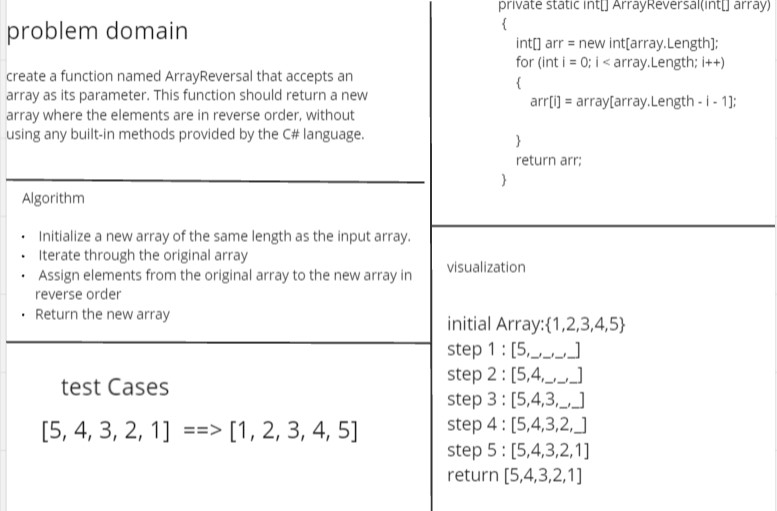 problem domain
create a function named ArrayReversal that accepts an
array as its parameter. This function should return a new
array where the elements are in reverse order, without
using any built-in methods provided by the C# language.
Algorithm
• Initialize a new array of the same length as the input array.
• Iterate through the original array
• Assign elements from the original array to the new array in
reverse order
• Return the new array
test Cases
[5, 4, 3, 2, 1] ==> [1, 2, 3, 4, 5]
private static int[] ArrayReversal(int[] array)
{
int[] arr = new int[array.Length];
for (int i = 0; i < array.Length; i++)
{
arr[i] = array[array.Length - i - 1];
}
return arr;
}
visualization
initial Array:{1,2,3,4,5}
step 1 : [5,_,_,_,_]
step 2 : [5,4,_,_,_]
step 3 : [5,4,3,_,_]
step 4 : [5,4,3,2,_]
step 5 : [5,4,3,2,1]
return [5,4,3,2,1]